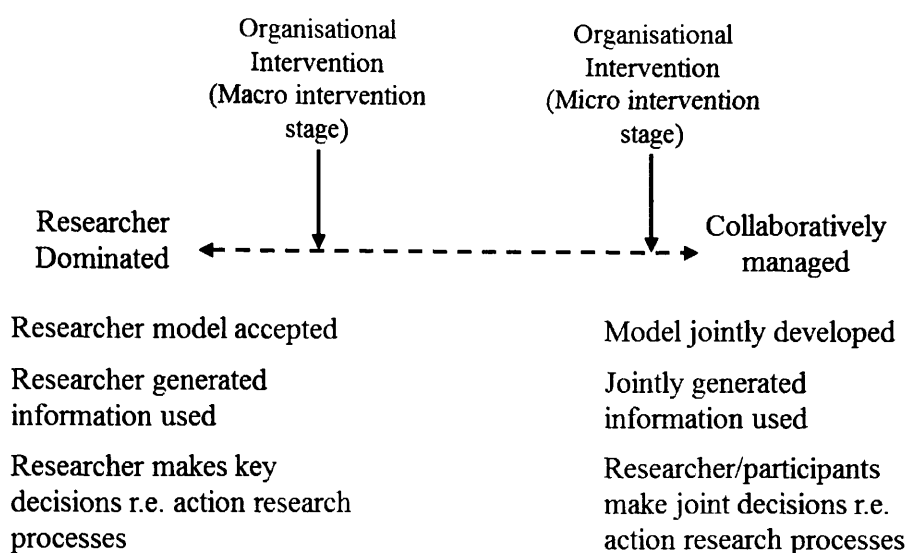 Organisational
Intervention
(Macro intervention
stage)
Organisational
Intervention
(Micro intervention
stage)
Researcher
Dominated
Collaboratively
managed
Researcher model accepted
Model jointly developed
Researcher generated
information used
Jointly generated
information used
Researcher makes key
decisions r.e. action research
processes
Researcher/participants
make joint decisions r.e.
action research processes